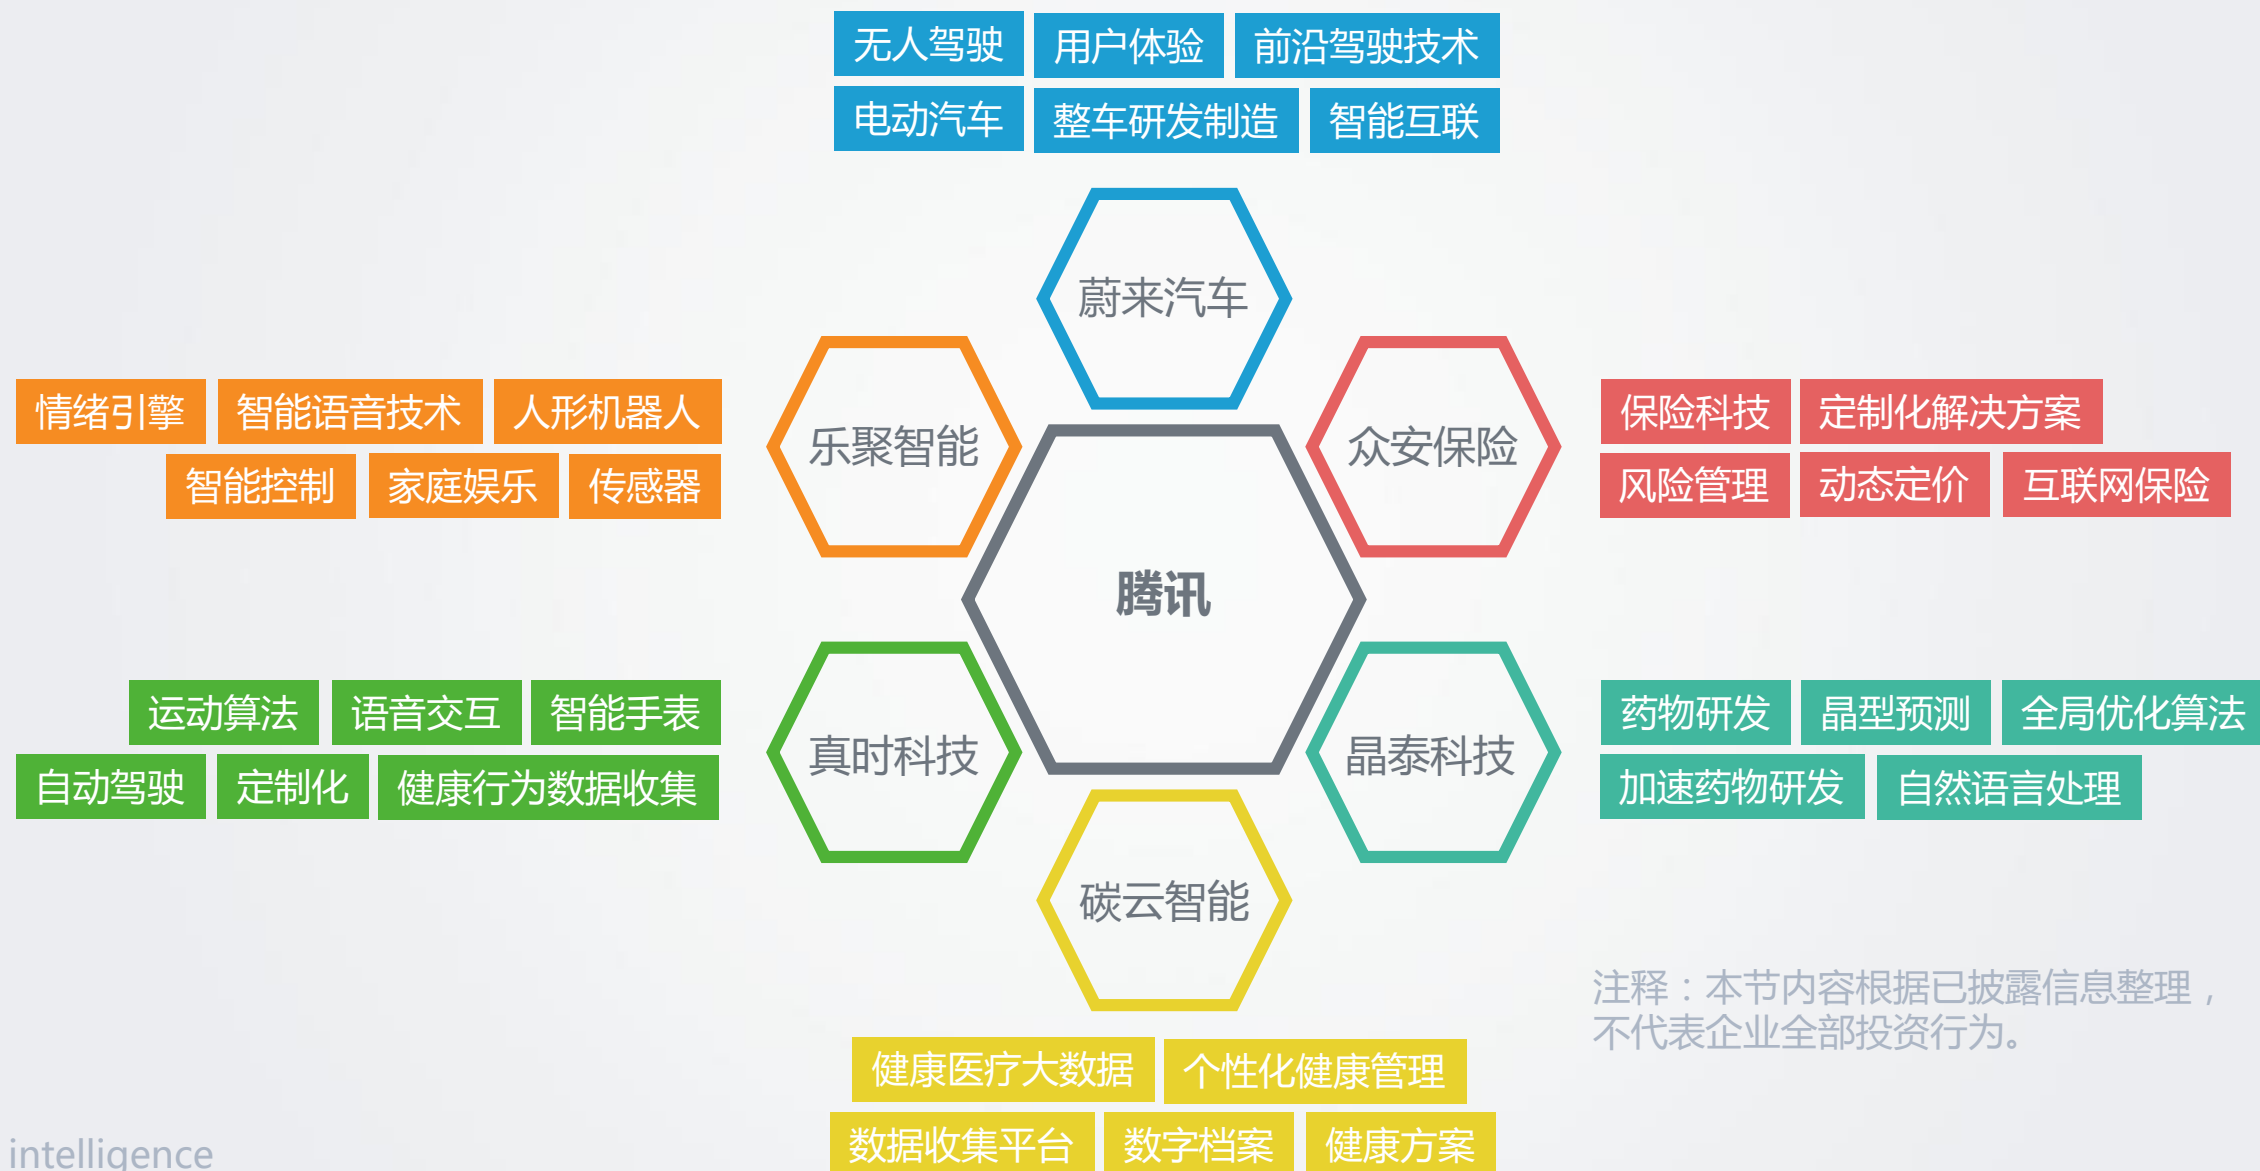 无人驾驶 用户体验 前沿驾驶技术
电动汽车 整车研发制造 智能互联
蔚来汽车
情绪引擎 智能语音技术 人形机器人
智能控制 家庭娱乐 传感器
乐聚智能
众安保险
保险科技 定制化解决方案
风险管理 动态定价 互联网保险
腾讯
运动算法 语音交互 智能手表
自动驾驶 定制化 健康行为数据收集
真时科技
晶泰科技
药物研发 晶型预测 全局优化算法
加速药物研发 自然语言处理
碳云智能
健康医疗大数据 个性化健康管理
数据收集平台 数字档案 健康方案
注释：本节内容根据已披露信息整理，
不代表企业全部投资行为。
intelligence